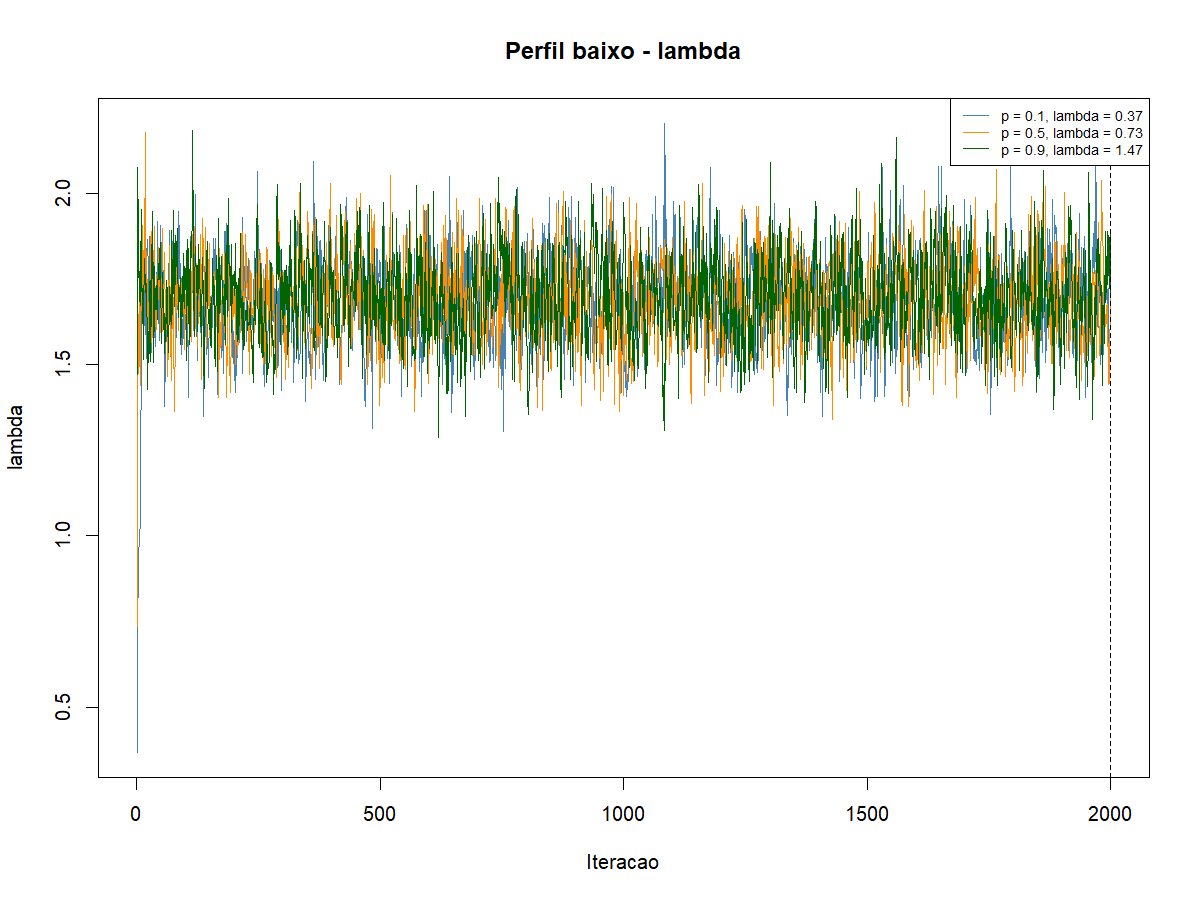 Perfil baixo - lambda
p = 0.1, lambda = 0.37
p = 0.5, lambda = 0.73
p = 0.9, lambda = 1.47
2.0
1.5
1.0
0.5
lambda
0 500 1000 1500 2000
Iteracao